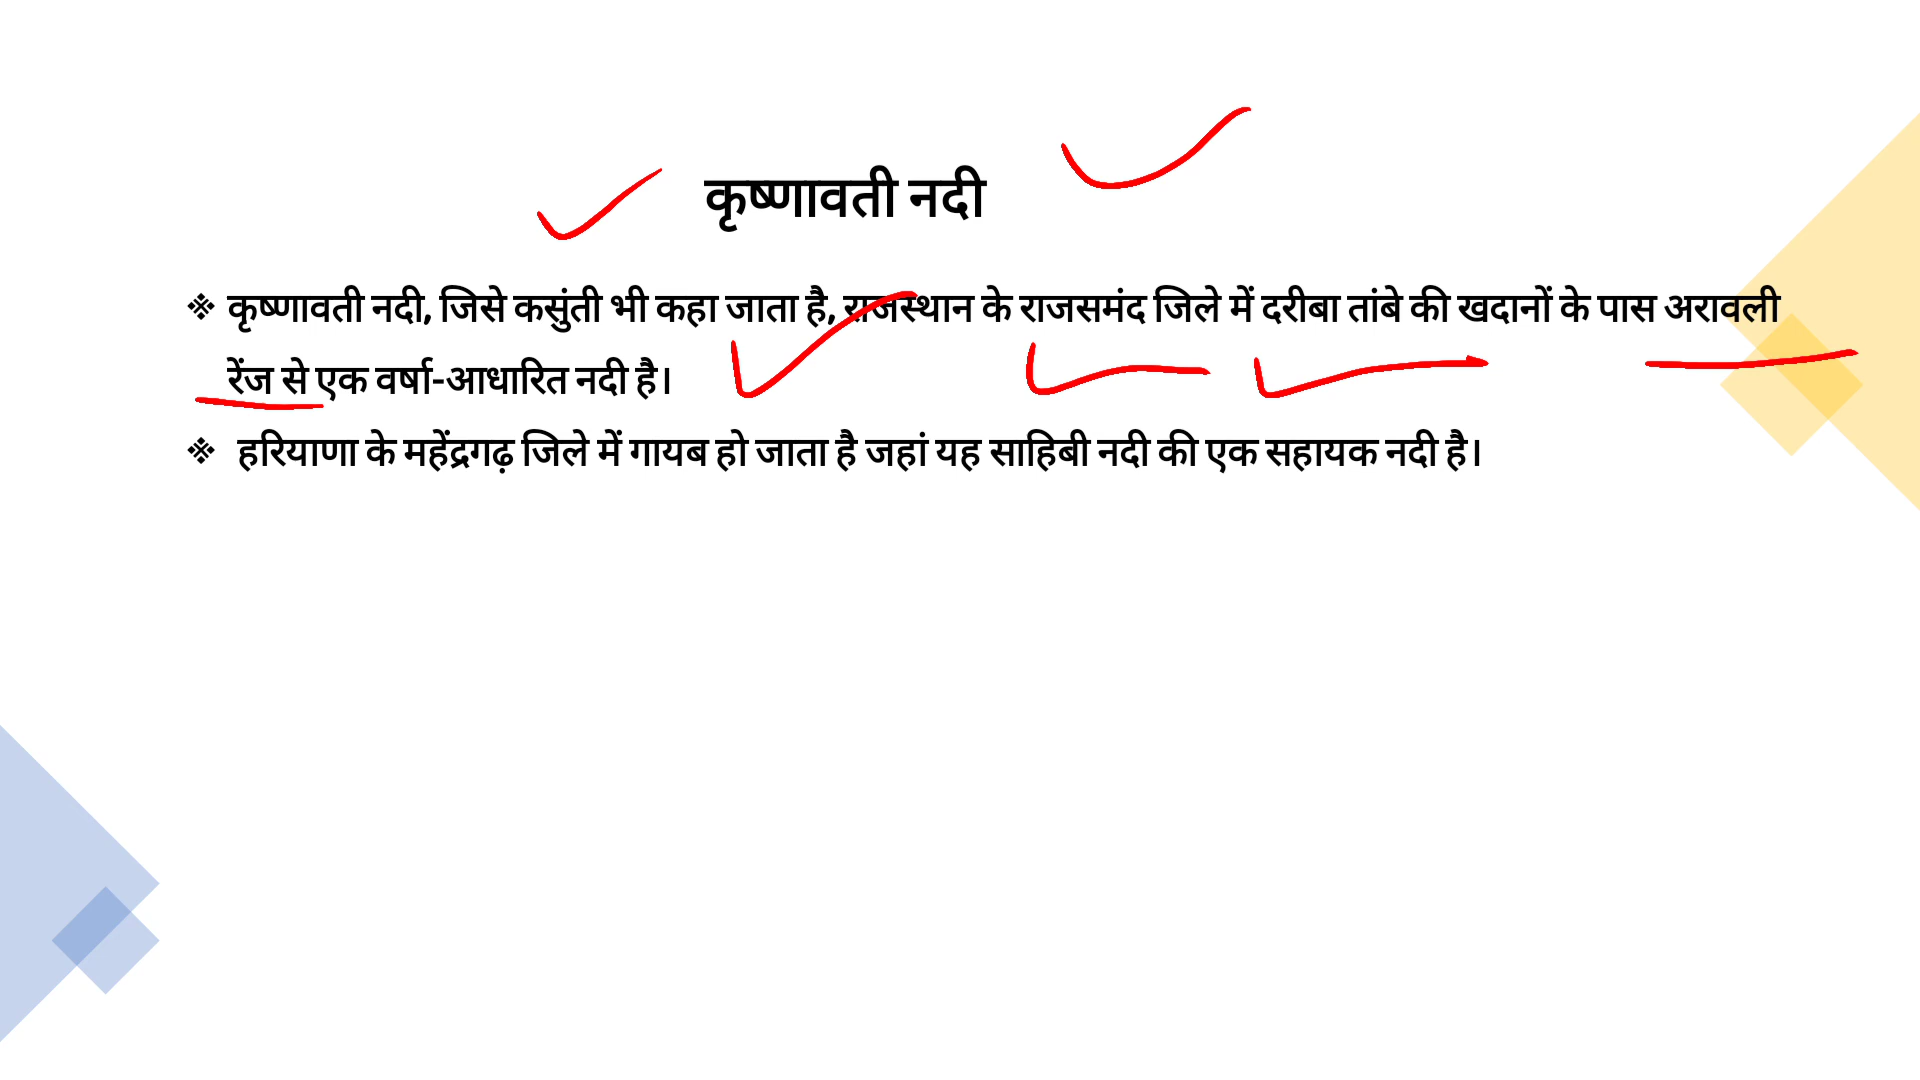 कृष्णावती नदी
❖ कृष्णावती नदी, जिसे कसुंती भी कहा जाता है, राजस्थान के राजसमंद जिले में दरीबा तांबे की खदानों के पास अरावली
रेंज से एक वर्षा-आधारित नदी है।
❖ हरियाणा के महेंद्रगढ़ जिले में गायब हो जाता है जहां यह साहिबी नदी की एक सहायक नदी है।